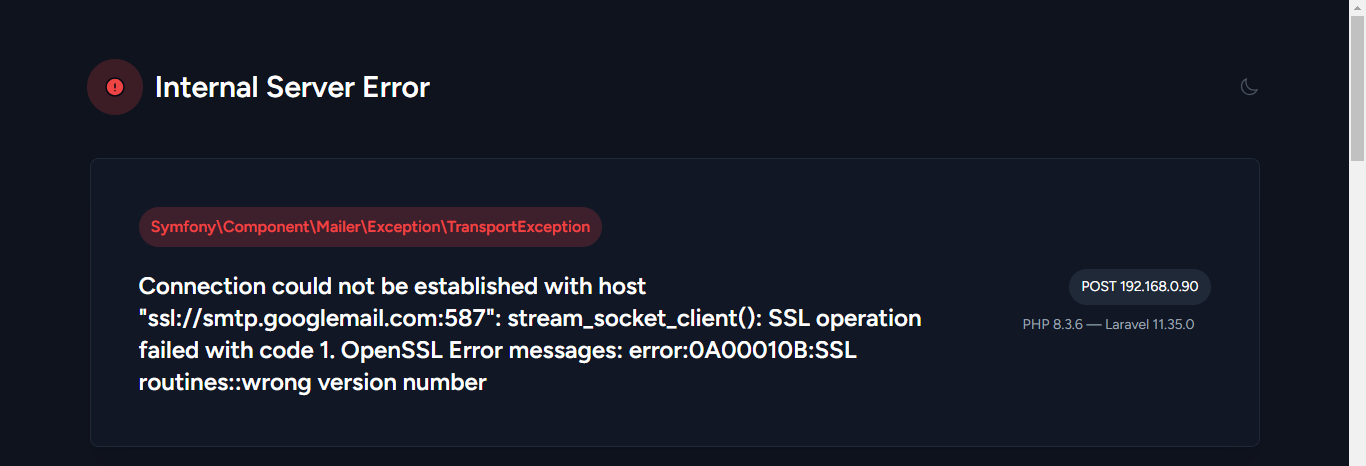 Internal Server Error
Symfony\Component\Mailer\Exception\TransportException
Connection could not be established with host
"ssl://smtp.googlemail.com:587": stream_socket_client(): SSL operation
failed with code 1. OpenSSL Error messages: error:0A00010B:SSL
routines::wrong version number
POST 192.168.0.90
PHP 8.3.6 — Laravel 11.35.0